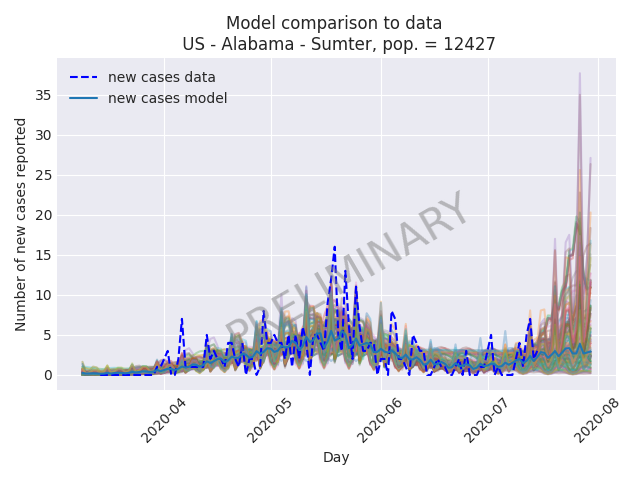 Model comparison to data
US - Alabama - Sumter, pop. = 12427
new cases data
new cases model
PRELIMINARY
Number of new cases reported
35
30
25
20
15
10
5
0
2020-04
2020-05
2020-06
2020-07
2020-08
Day